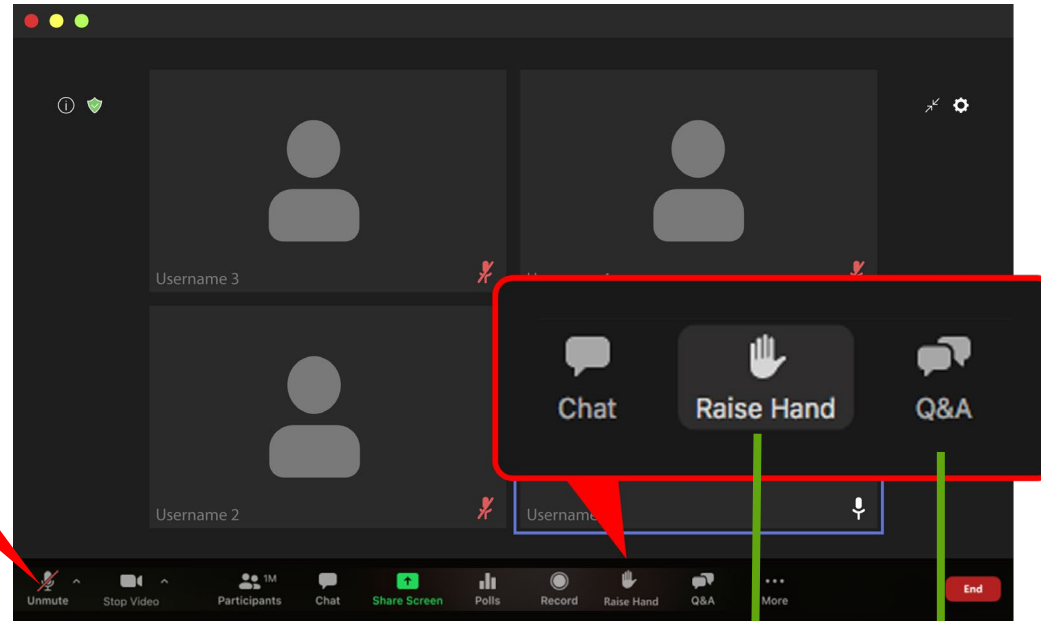 Username 3
Chat
Raise Hand
Q&A
Username 2
Username
Unmute
Stop Video
Participants
1M
Chat
Share Screen
Polls
Record
Raise Hand
Q&A
More
End